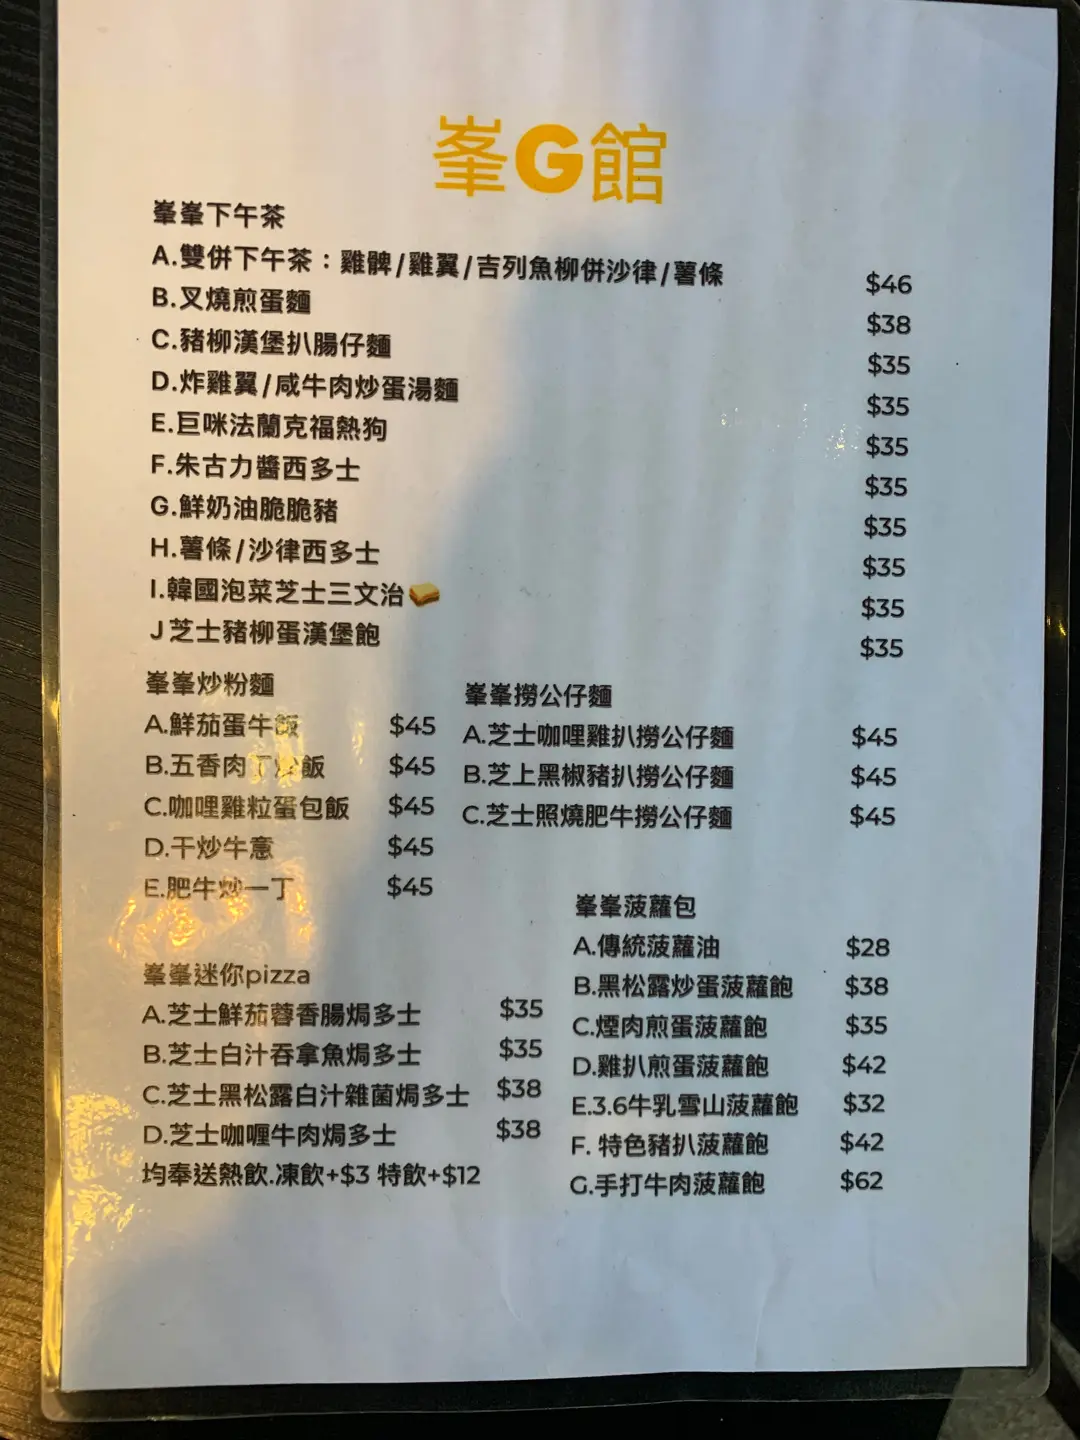 峯G館
峯峯下午茶
A.雙併下午茶：雞髀/雞翼/吉列魚柳併沙律/薯條 $46
B.叉燒煎蛋麵 $38
C.豬柳漢堡扒腸仔麵 $35
D.炸雞翼/咸牛肉炒蛋湯麵 $35
E.巨咪法蘭克福熱狗 $35
F.朱古力醬西多士 $35
G.鮮奶油脆脆豬 $35
H.薯條/沙律西多士 $35
I.韓國泡菜芝士三文治 $35
J芝士豬柳蛋漢堡飽 $35
峯峯炒粉麵
A.鮮茄蛋牛飯 $45
B.五香肉丁炒飯 $45
C.咖哩雞粒蛋包飯 $45
D.干炒牛意 $45
E.肥牛炒一丁 $45
峯峯撈公仔麵
A.芝士咖哩雞扒撈公仔麵 $45
B.芝上黑椒豬扒撈公仔麵 $45
C.芝士照燒肥牛撈公仔麵 $45
峯峯迷你pizza
A.芝士鮮茄蓉香腸焗多士 $35
B.芝士白汁吞拿魚焗多士 $35
C.芝士黑松露白汁雜菌焗多士 $38
D.芝士咖喱牛肉焗多士 $38
均奉送熱飲.凍飲+$3 特飲+$12
峯峯菠蘿包
A.傳統菠蘿油 $28
B.黑松露炒蛋菠蘿飽 $38
C.煙肉煎蛋菠蘿飽 $35
D.雞扒煎蛋菠蘿飽 $42
E.3.6牛乳雪山菠蘿飽 $32
F. 特色豬扒菠蘿飽 $42
G.手打牛肉菠蘿飽 $62